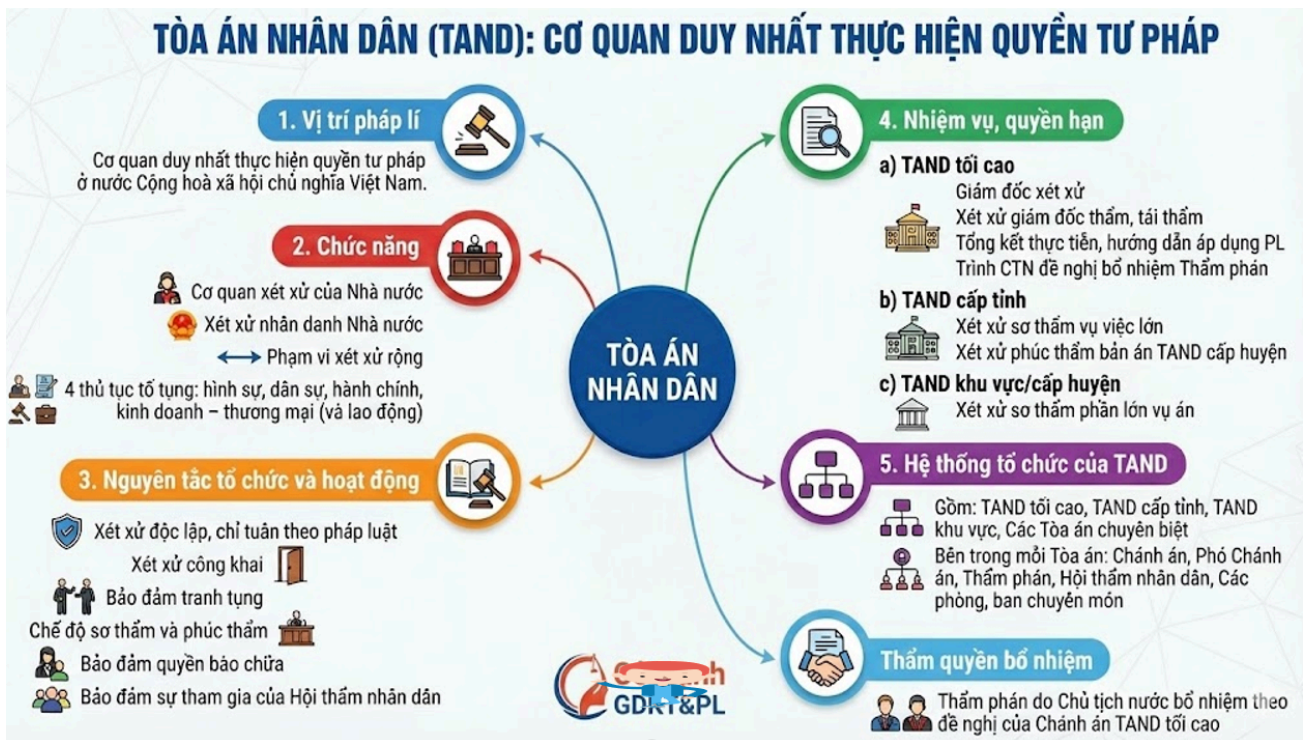 TÒA ÁN NHÂN DÂN (TAND): CƠ QUAN DUY NHẤT THỰC HIỆN QUYỀN TƯ PHÁP
1. Vị trí pháp lí
Cơ quan duy nhất thực hiện quyền tư pháp
ở nước Cộng hoà xã hội chủ nghĩa Việt Nam.
2. Chức năng
Cơ quan xét xử của Nhà nước
Xét xử nhân danh Nhà nước
Phạm vi xét xử rộng
4 thủ tục tố tụng: hình sự, dân sự, hành chính,
kinh doanh – thương mại (và lao động)
3. Nguyên tắc tổ chức và hoạt động
Xét xử độc lập, chỉ tuân theo pháp luật
Xét xử công khai
Bảo đảm tranh tụng
Chế độ sơ thẩm và phúc thẩm
Bảo đảm quyền bào chữa
Bảo đảm sự tham gia của Hội thẩm nhân dân
TÒA ÁN
NHÂN DÂN
4. Nhiệm vụ, quyền hạn
a) TAND tối cao
Giám đốc xét xử
Xét xử giám đốc thẩm, tái thẩm
Tổng kết thực tiễn, hướng dẫn áp dụng PL
Trình CTN đề nghị bổ nhiệm Thẩm phán
b) TAND cấp tỉnh
Xét xử sơ thẩm vụ việc lớn
Xét xử phúc thẩm bản án TAND cấp huyện
c) TAND khu vực/cấp huyện
Xét xử sơ thẩm phần lớn vụ án
5. Hệ thống tổ chức của TAND
Gồm: TAND tối cao, TAND cấp tỉnh, TAND
khu vực, Các Tòa án chuyên biệt
Bên trong mỗi Tòa án: Chánh án, Phó Chánh
án, Thẩm phán, Hội thẩm nhân dân, Các
phòng, ban chuyên môn
Thẩm quyền bổ nhiệm
Thẩm phán do Chủ tịch nước bổ nhiệm theo
đề nghị của Chánh án TAND tối cao
GDKT&PL